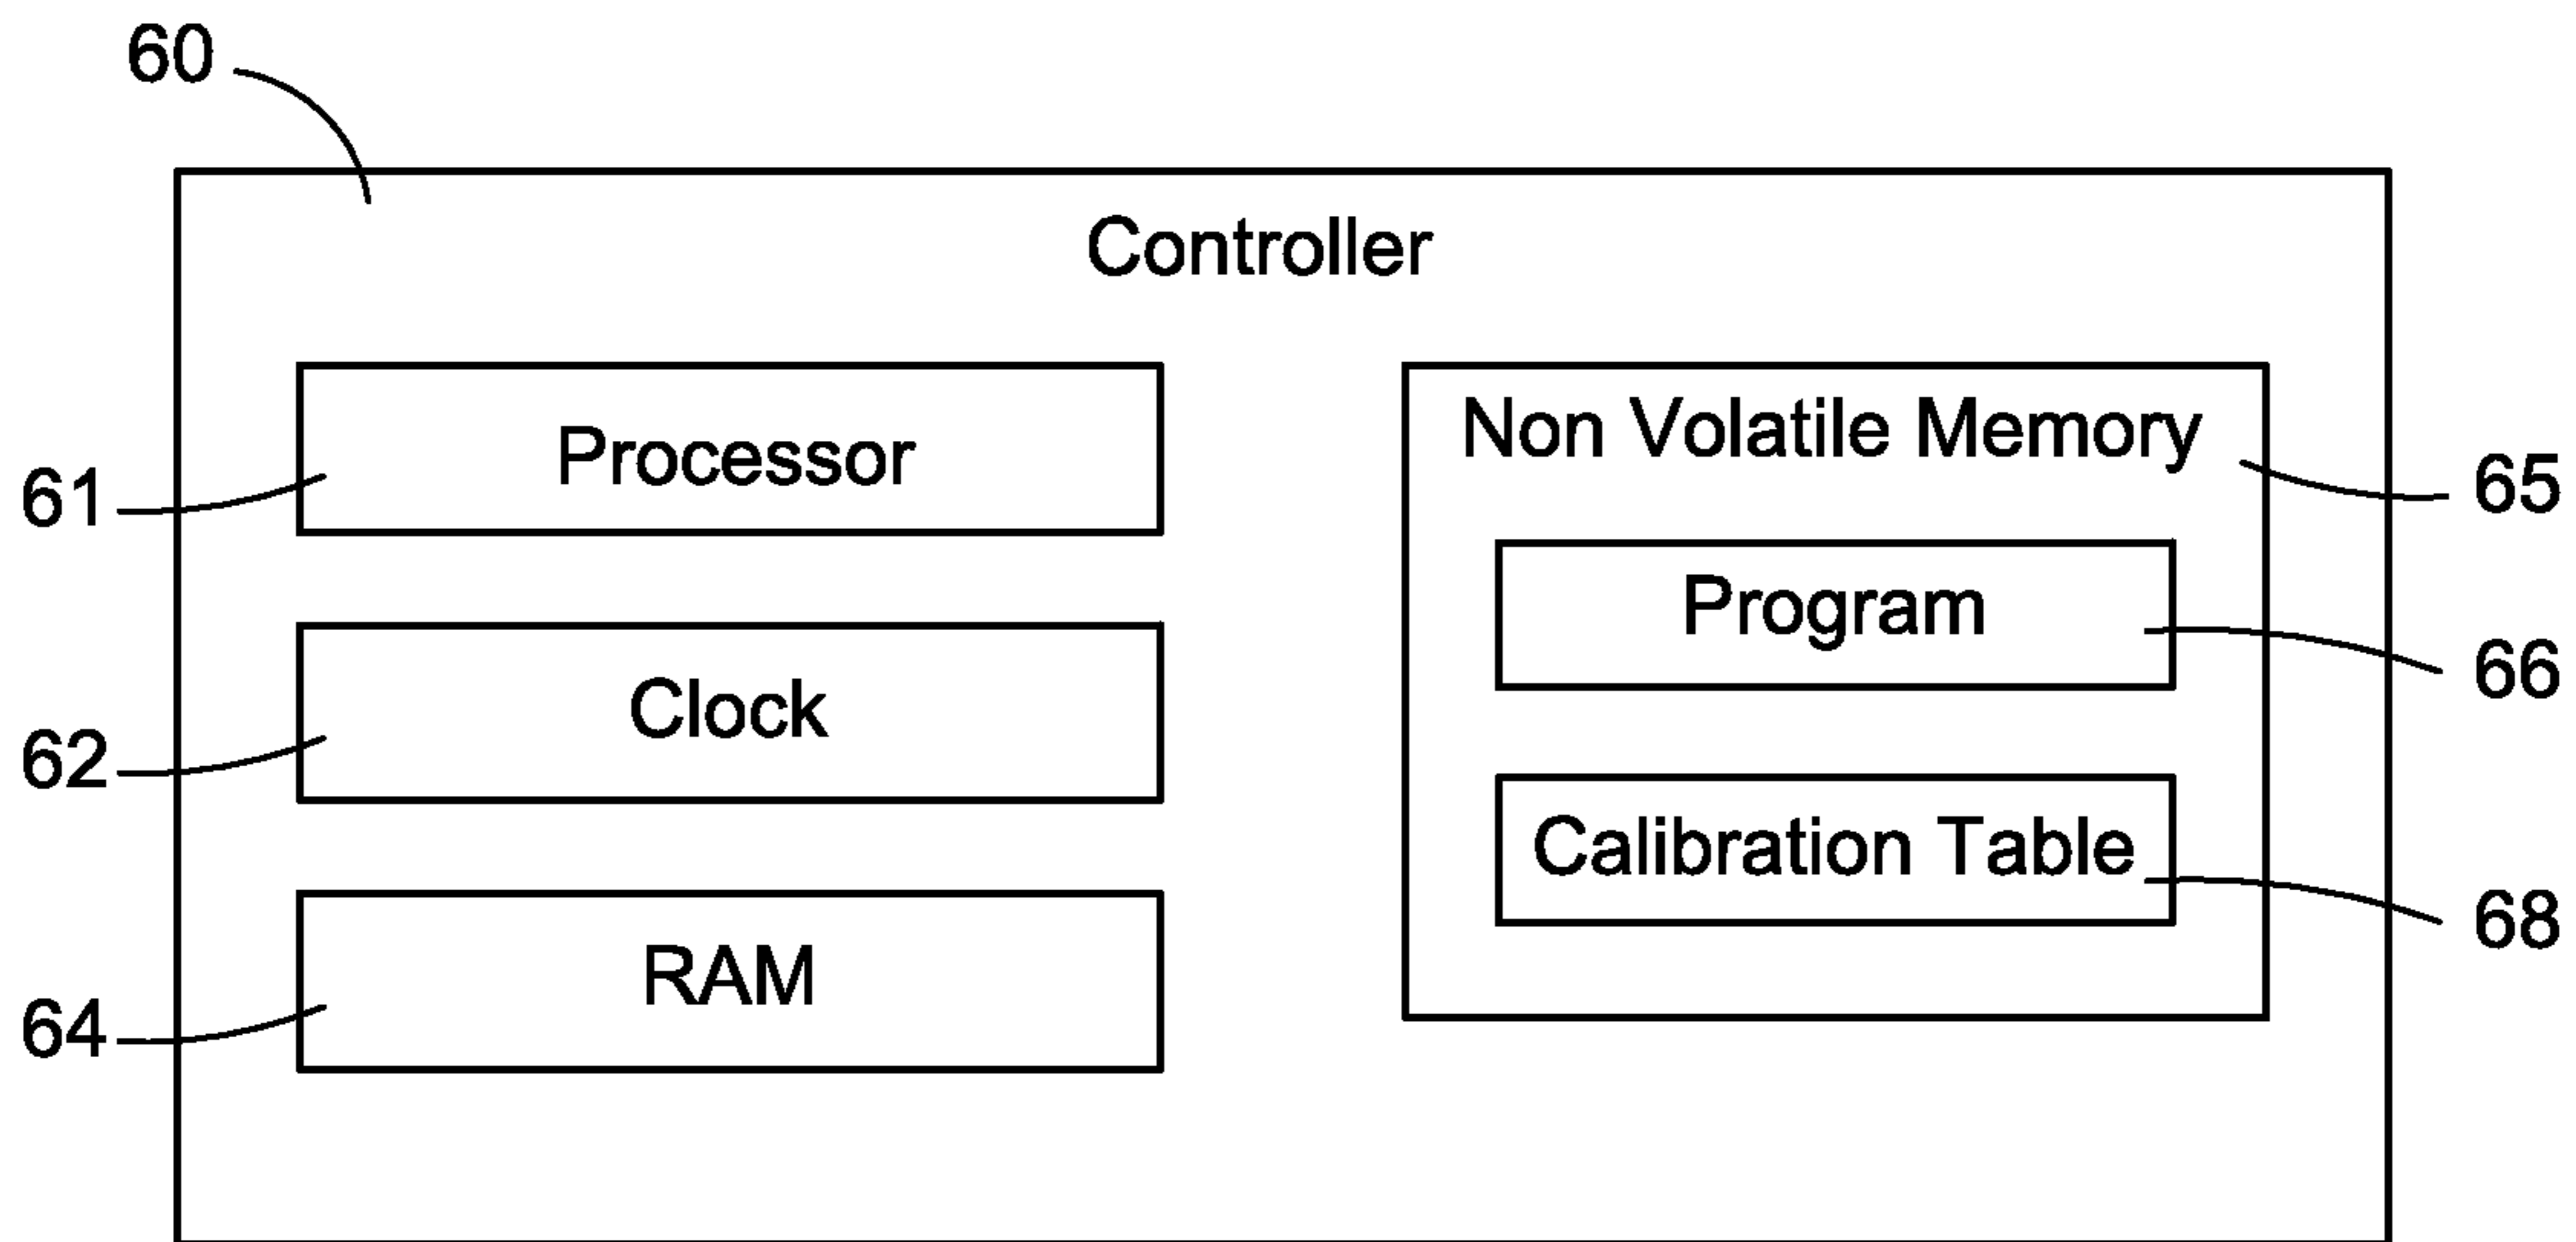 60
Controller
Processor
61
Clock
62
RAM
64
Non Volatile Memory
65
Program
66
Calibration Table
68